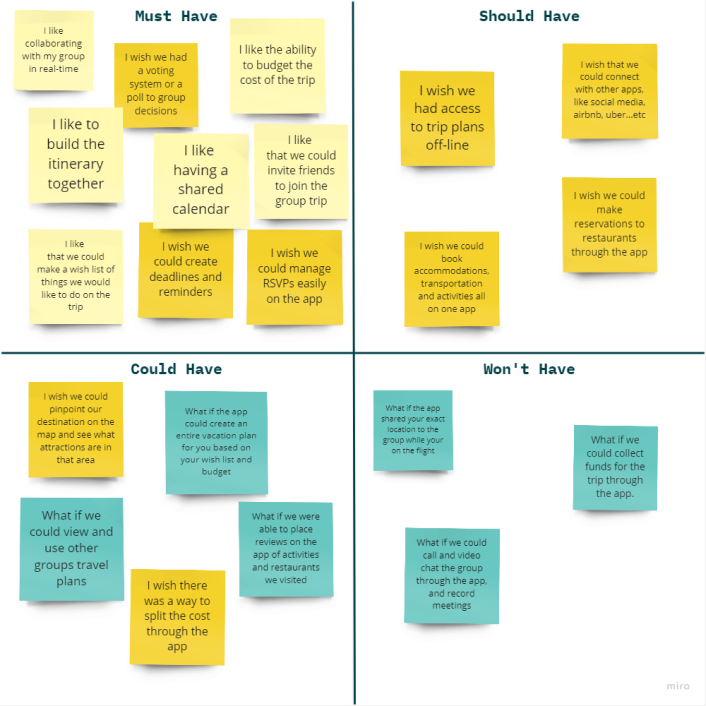 Must Have
I like
collaborating
with my group
in real-time
I wish we had
a voting
system or a
poll to group
decisions
I like the ability
to budget the
cost of the trip
I like to
build the
itinerary
together
I like
having a
shared
calendar
I like
that we could
invite friends
to join the
group trip
I like
that we could
make a wish list of
things we would
like to do on the
trip
I wish we
could create
deadlines and
reminders
I wish we
could manage
RSVPs easily
on the app
Should Have
I wish we
had access
to trip plans
off-line
I wish that we
could connect
with other apps,
like social media,
airbnb, uber...etc
I wish we could
make
reservations to
restaurants
through the app
I wish we could
book
accommodations,
transportation
and activities all
on one app
Could Have
I wish we could
pinpoint our
destination on the
map and see what
attractions are in
that area
What if the app
could create an
entire vacation plan
for you based on
your wish list and
budget
What if we
could view and
use other
groups travel
plans
What if we were
able to place
reviews on the
app of activities
and restaurants
we visited
I wish there
was a way to
split the cost
through the
app
Won't Have
What if the app
shared your exact
location to the
group while your
on the flight
What if we
could collect
funds for the
trip through
the app.
What if we could
call and video
chat the group
through the app,
and record
meetings
miro